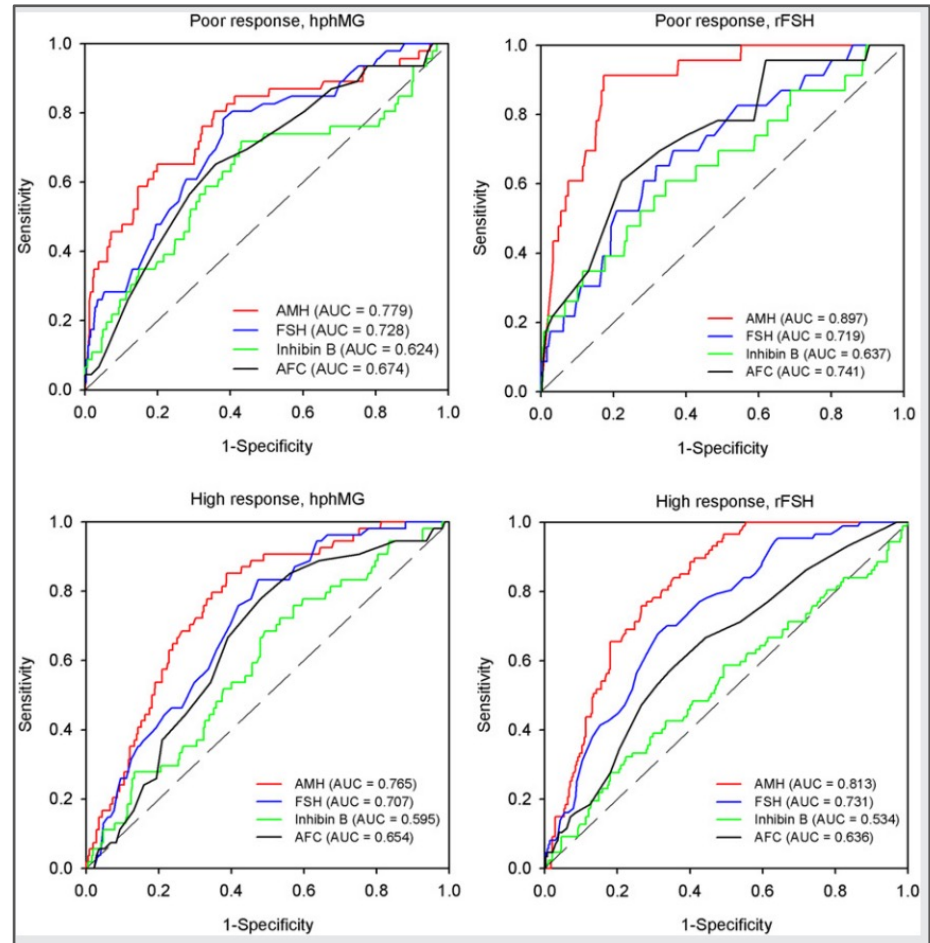 Poor response, hphMG
1.0
0.8
0.6
0.4
0.2
0.0
Sensitivity
AMH (AUC = 0.779)
FSH (AUC = 0.728)
Inhibin B (AUC = 0.624)
AFC (AUC = 0.674)
0.0 0.2 0.4 0.6 0.8 1.0
1-Specificity
Poor response, rFSH
1.0
0.8
0.6
0.4
0.2
0.0
Sensitivity
AMH (AUC = 0.897)
FSH (AUC = 0.719)
Inhibin B (AUC = 0.637)
AFC (AUC = 0.741)
0.0 0.2 0.4 0.6 0.8 1.0
1-Specificity
High response, hphMG
1.0
0.8
0.6
0.4
0.2
0.0
Sensitivity
AMH (AUC = 0.765)
FSH (AUC = 0.707)
Inhibin B (AUC = 0.595)
AFC (AUC = 0.654)
0.0 0.2 0.4 0.6 0.8 1.0
1-Specificity
High response, rFSH
1.0
0.8
0.6
0.4
0.2
0.0
Sensitivity
AMH (AUC = 0.813)
FSH (AUC = 0.731)
Inhibin B (AUC = 0.534)
AFC (AUC = 0.636)
0.0 0.2 0.4 0.6 0.8 1.0
1-Specificity